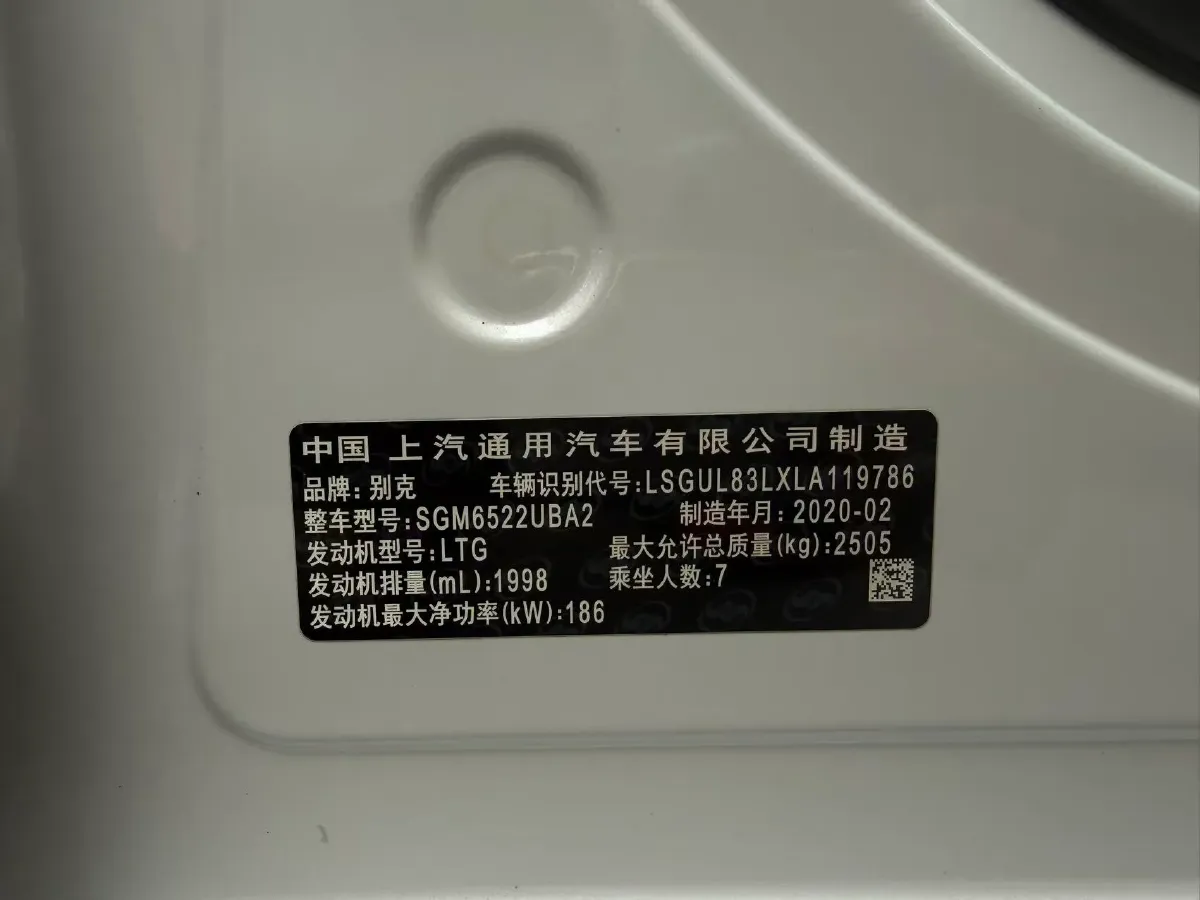 中国 上汽通用汽车有限公司制造
品牌: 别克 车辆识别代号:LSGUL83LXLA119786
整车型号:SGM6522UBA2 制造年月: 2020-02
发动机型号:LTG 最大允许总质量(kg):2505
发动机排量(mL):1998 乘坐人数:7
发动机最大净功率(kW):186